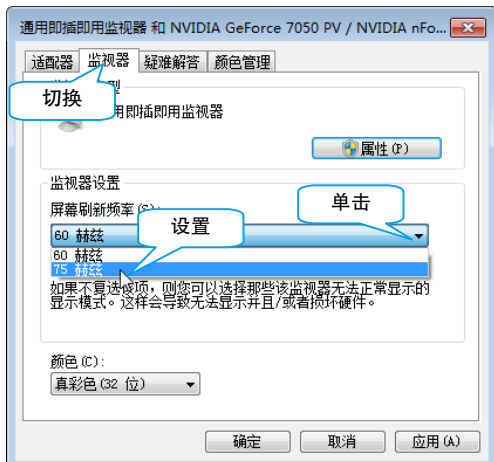 通用即插即用监视器 和 NVIDIA GeForce 7050 PV / NVIDIA nFo...
适配器 监视器 疑难解答 颜色管理
切换
型
用即插即用监视器
属性(P)
监视器设置
单击
屏幕刷新频率(S):
设置
60 赫兹
60 赫兹
75 赫兹
如果不复选该项，则您可以选择那些该监视器无法正常显示的
显示模式。这样会导致无法显示并且/或者损坏硬件。
颜色(C):
真彩色(32 位)
确定 取消 应用(A)